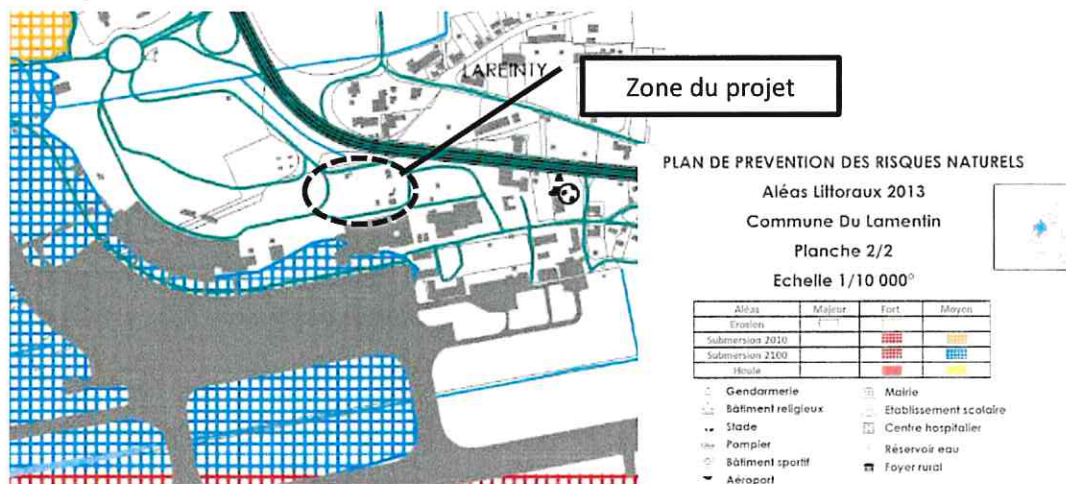 LAREINTY
Zone du projet
PLAN DE PREVENTION DES RISQUES NATURELS
Aléas Littoraux 2013
Commune Du Lamentin
Planche 2/2
Echelle 1/10 000°
Aléas Majeur Fort Moyen
Erosion
Submersion 2010
Submersion 2100
Houle
Gendarmerie
Bâtiment religieux
Stade
Pompier
Bâtiment sportif
Aéroport
Mairie
Etablissement scolaire
Centre hospitalier
Réservoir eau
Foyer rural